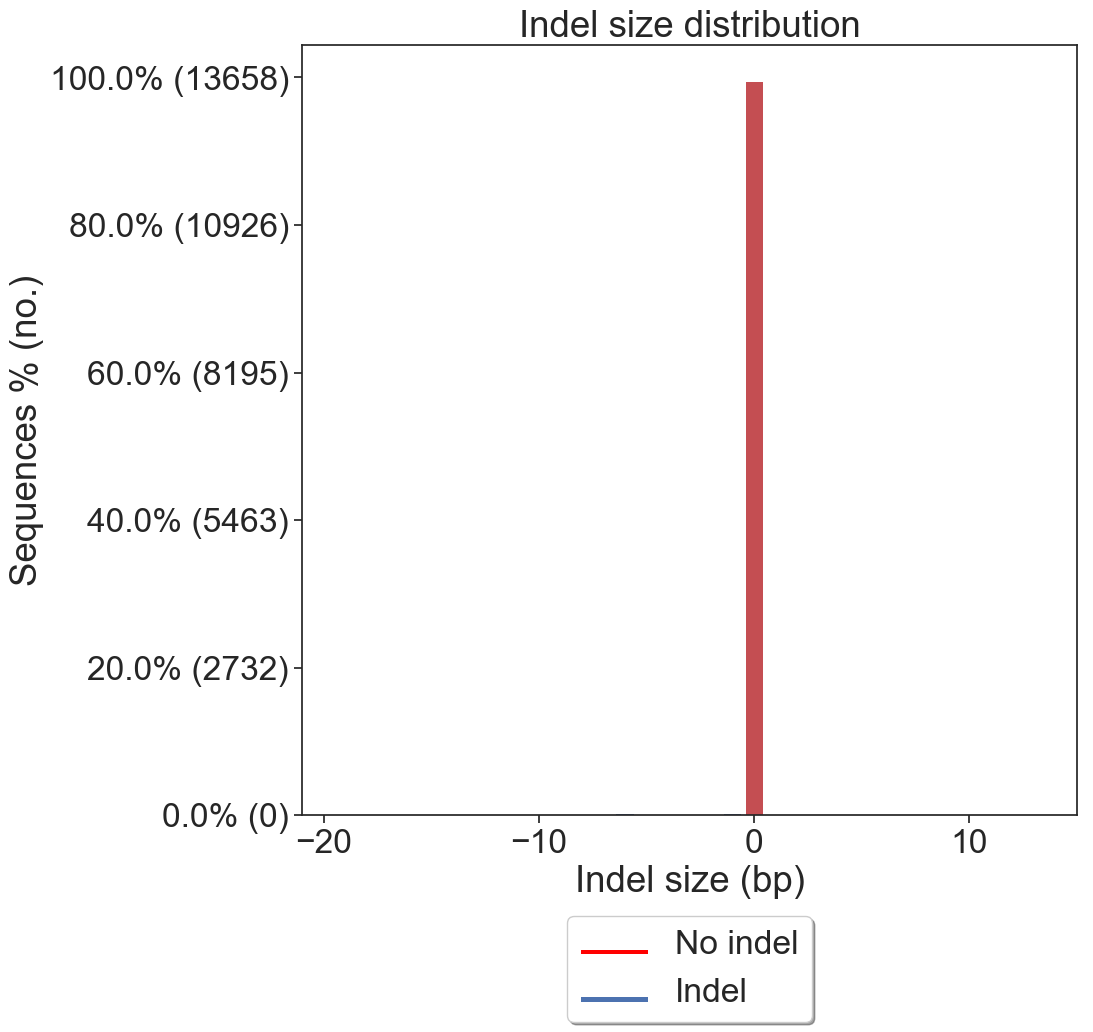 Indel size distribution
Sequences % (no.)
100.0% (13658)
80.0% (10926)
60.0% (8195)
40.0% (5463)
20.0% (2732)
0.0% (0)
−20 −10 0 10
Indel size (bp)
No indel
Indel